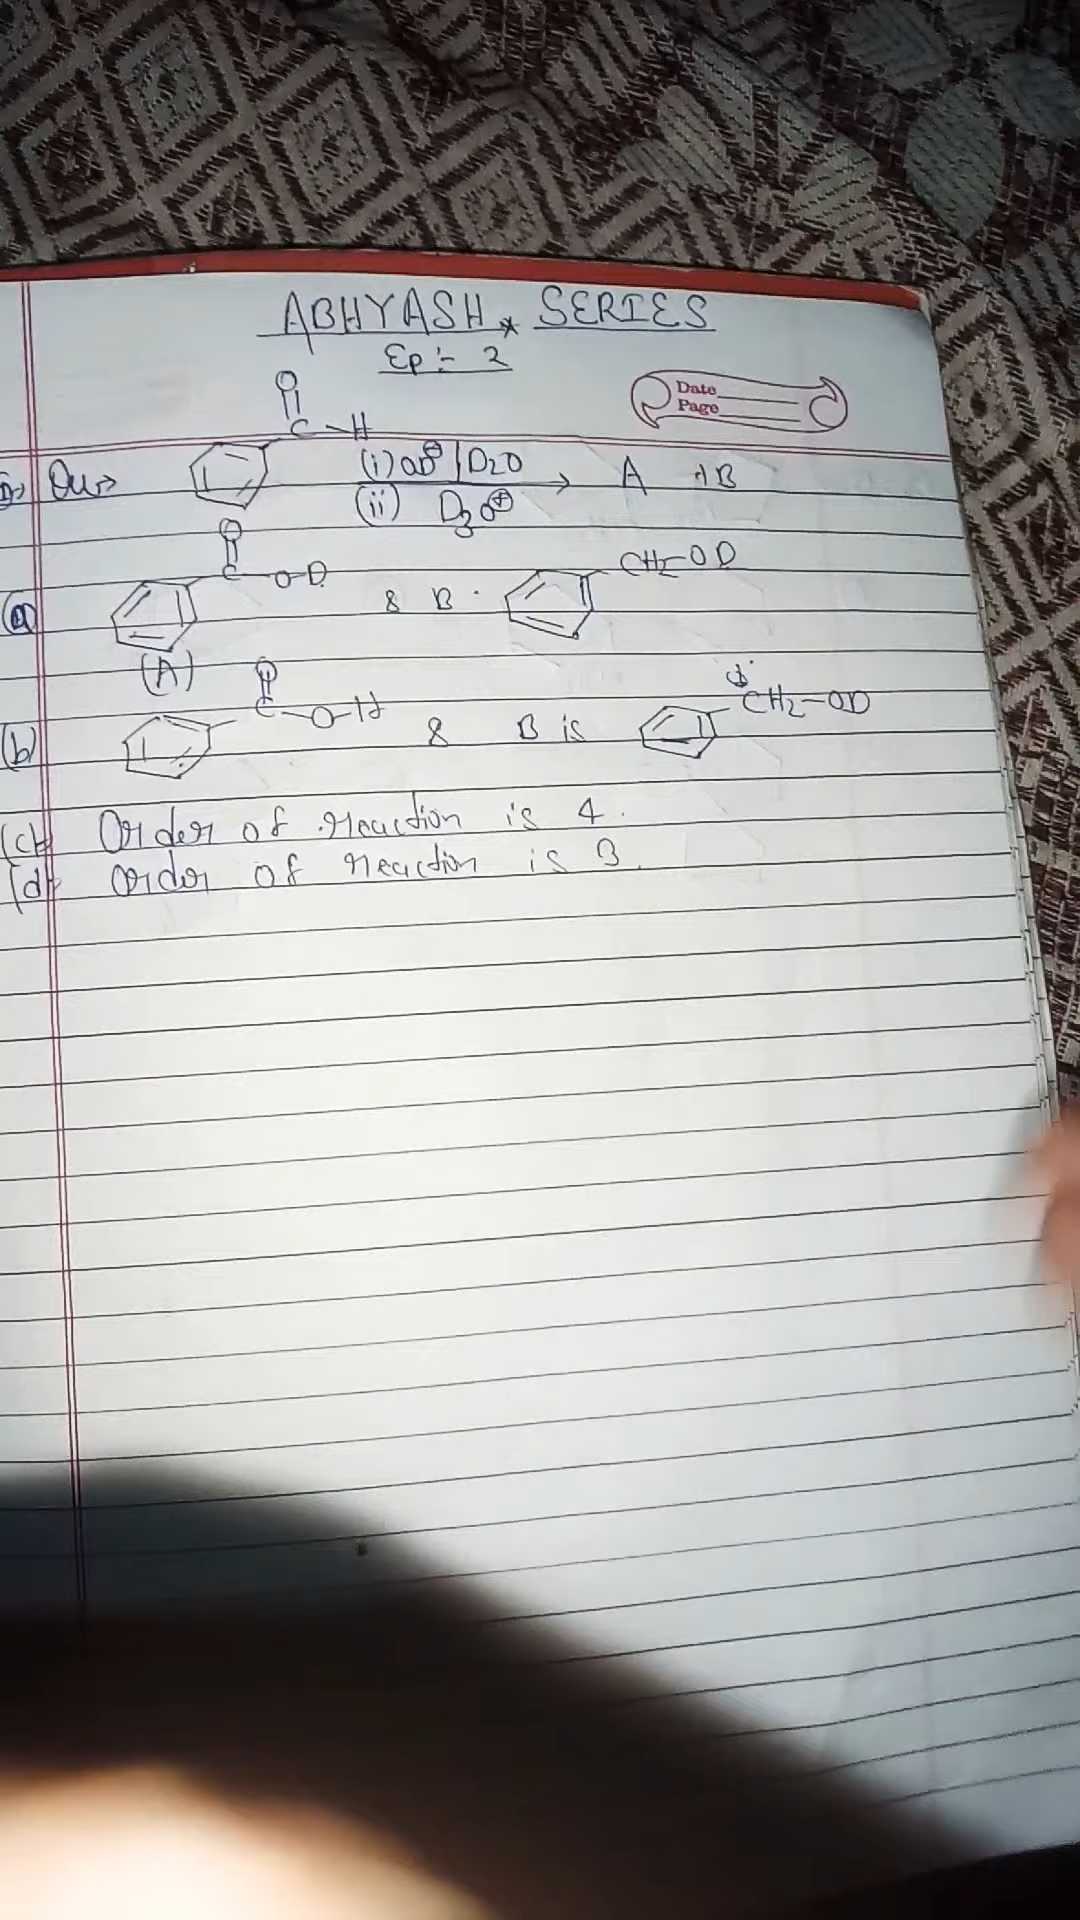 ABHYASH * SERIES
Ep :- 2
Date
Page
O
C-H
Qu→ (i) OD⊖ | D2O → A + B
(ii) D3O⊕
O
(a) C-O-D & B. CH2-OD
(A)
O
(b) C-O-H & B is CH2-OD
(c) Order of reaction is 4.
(d) Order of reaction is 3.